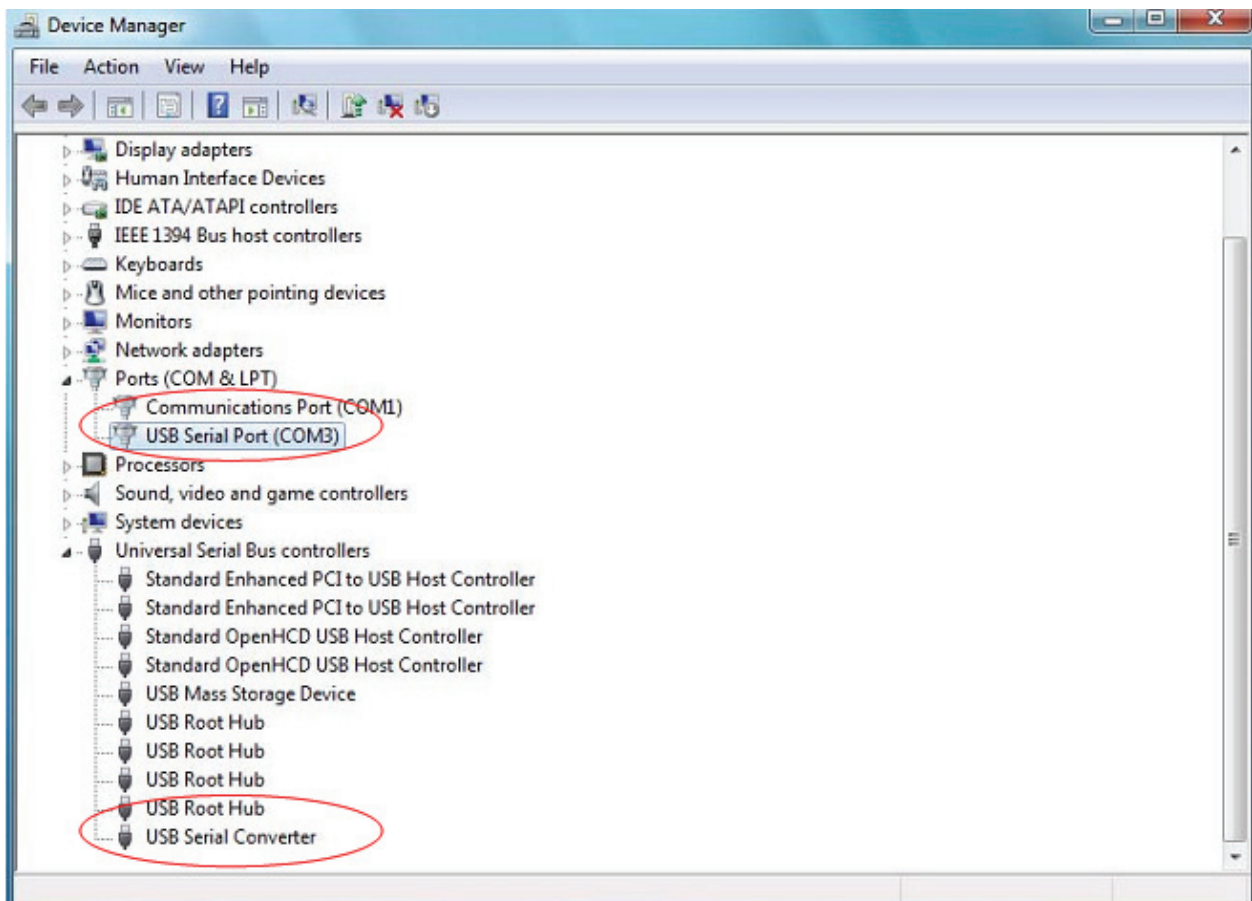 Device Manager
File Action View Help
Display adapters
Human Interface Devices
IDE ATA/ATAPI controllers
IEEE 1394 Bus host controllers
Keyboards
Mice and other pointing devices
Monitors
Network adapters
Ports (COM & LPT)
Communications Port (COM1)
USB Serial Port (COM3)
Processors
Sound, video and game controllers
System devices
Universal Serial Bus controllers
Standard Enhanced PCI to USB Host Controller
Standard Enhanced PCI to USB Host Controller
Standard OpenHCD USB Host Controller
Standard OpenHCD USB Host Controller
USB Mass Storage Device
USB Root Hub
USB Root Hub
USB Root Hub
USB Root Hub
USB Serial Converter